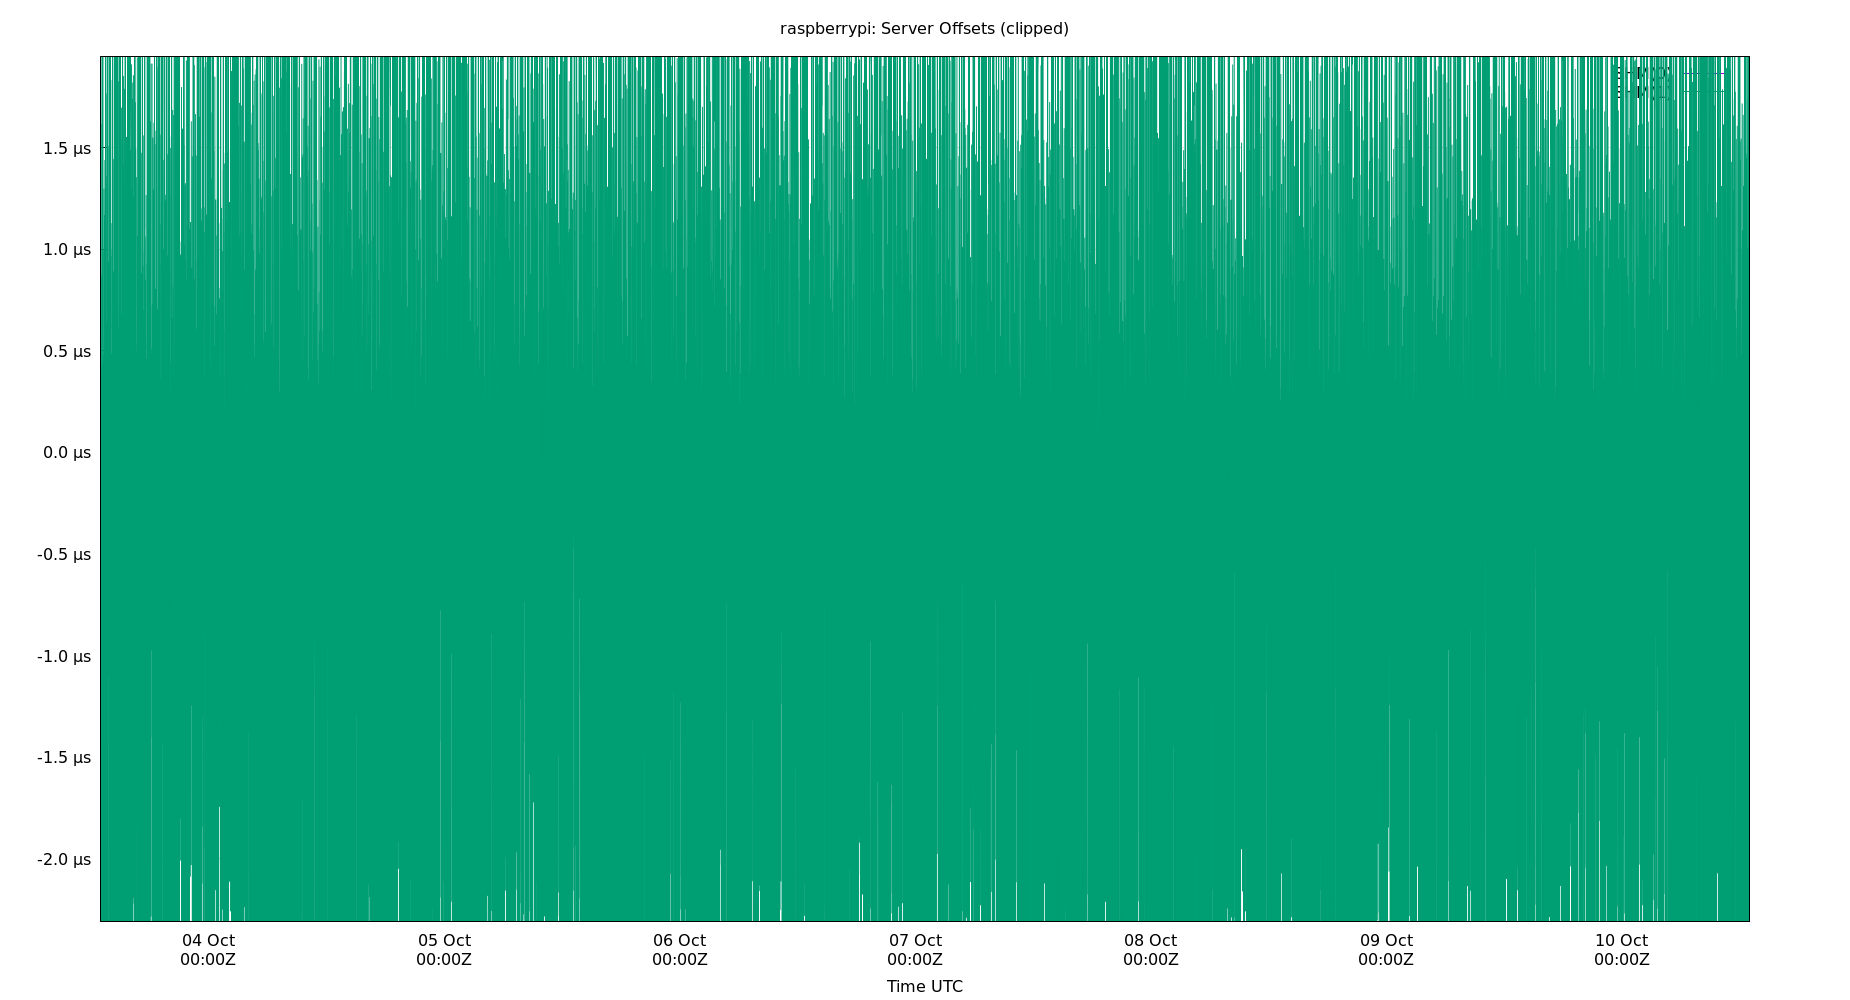 raspberrypi: Server Offsets (clipped)
1.5 µs
1.0 µs
0.5 µs
0.0 µs
-0.5 µs
-1.0 µs
-1.5 µs
-2.0 µs
04 Oct
00:00Z
05 Oct
00:00Z
06 Oct
00:00Z
07 Oct
00:00Z
08 Oct
00:00Z
09 Oct
00:00Z
10 Oct
00:00Z
Time UTC